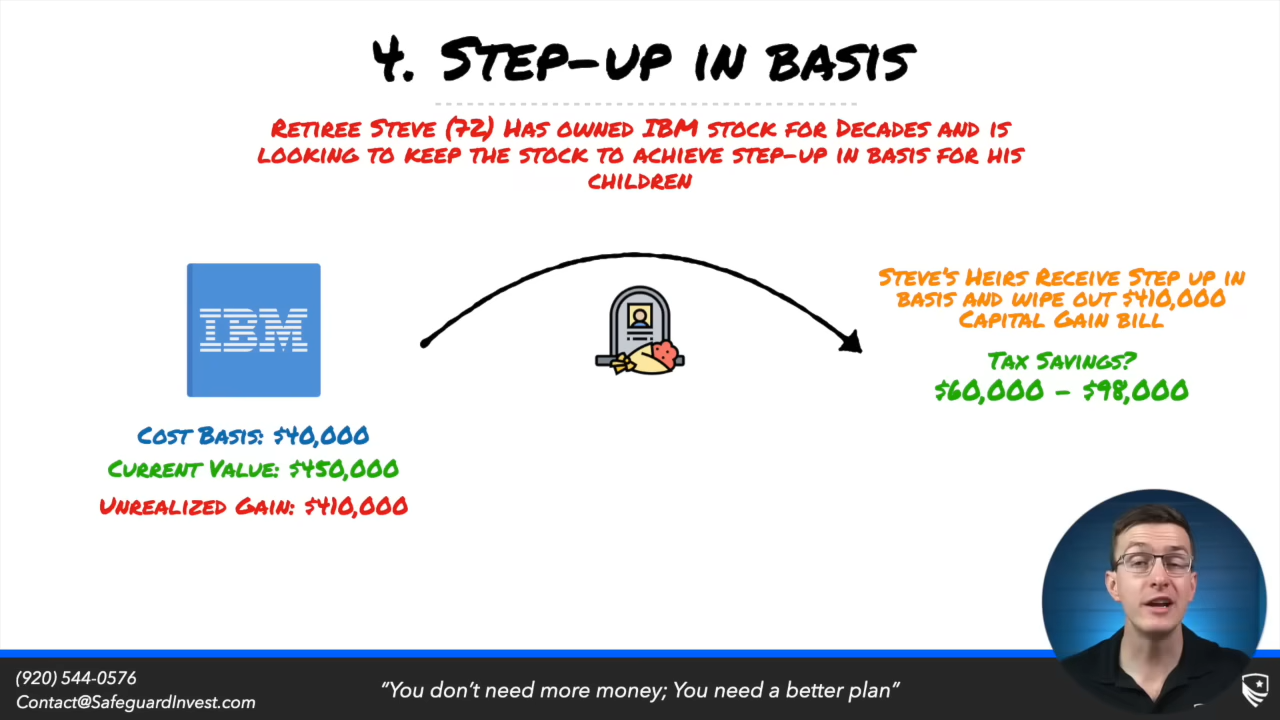 4. Step-up in basis
Retiree Steve (72) Has owned IBM stock for Decades and is
looking to keep the stock to achieve step-up in basis for his
children
IBM
Cost Basis: $40,000
Current Value: $450,000
Unrealized Gain: $410,000
Steve's Heirs Receive Step up in
basis and wipe out $410,000
Capital Gain bill
Tax Savings?
$60,000 - $98,000
(920) 544-0576
Contact@SafeguardInvest.com
"You don't need more money; You need a better plan"